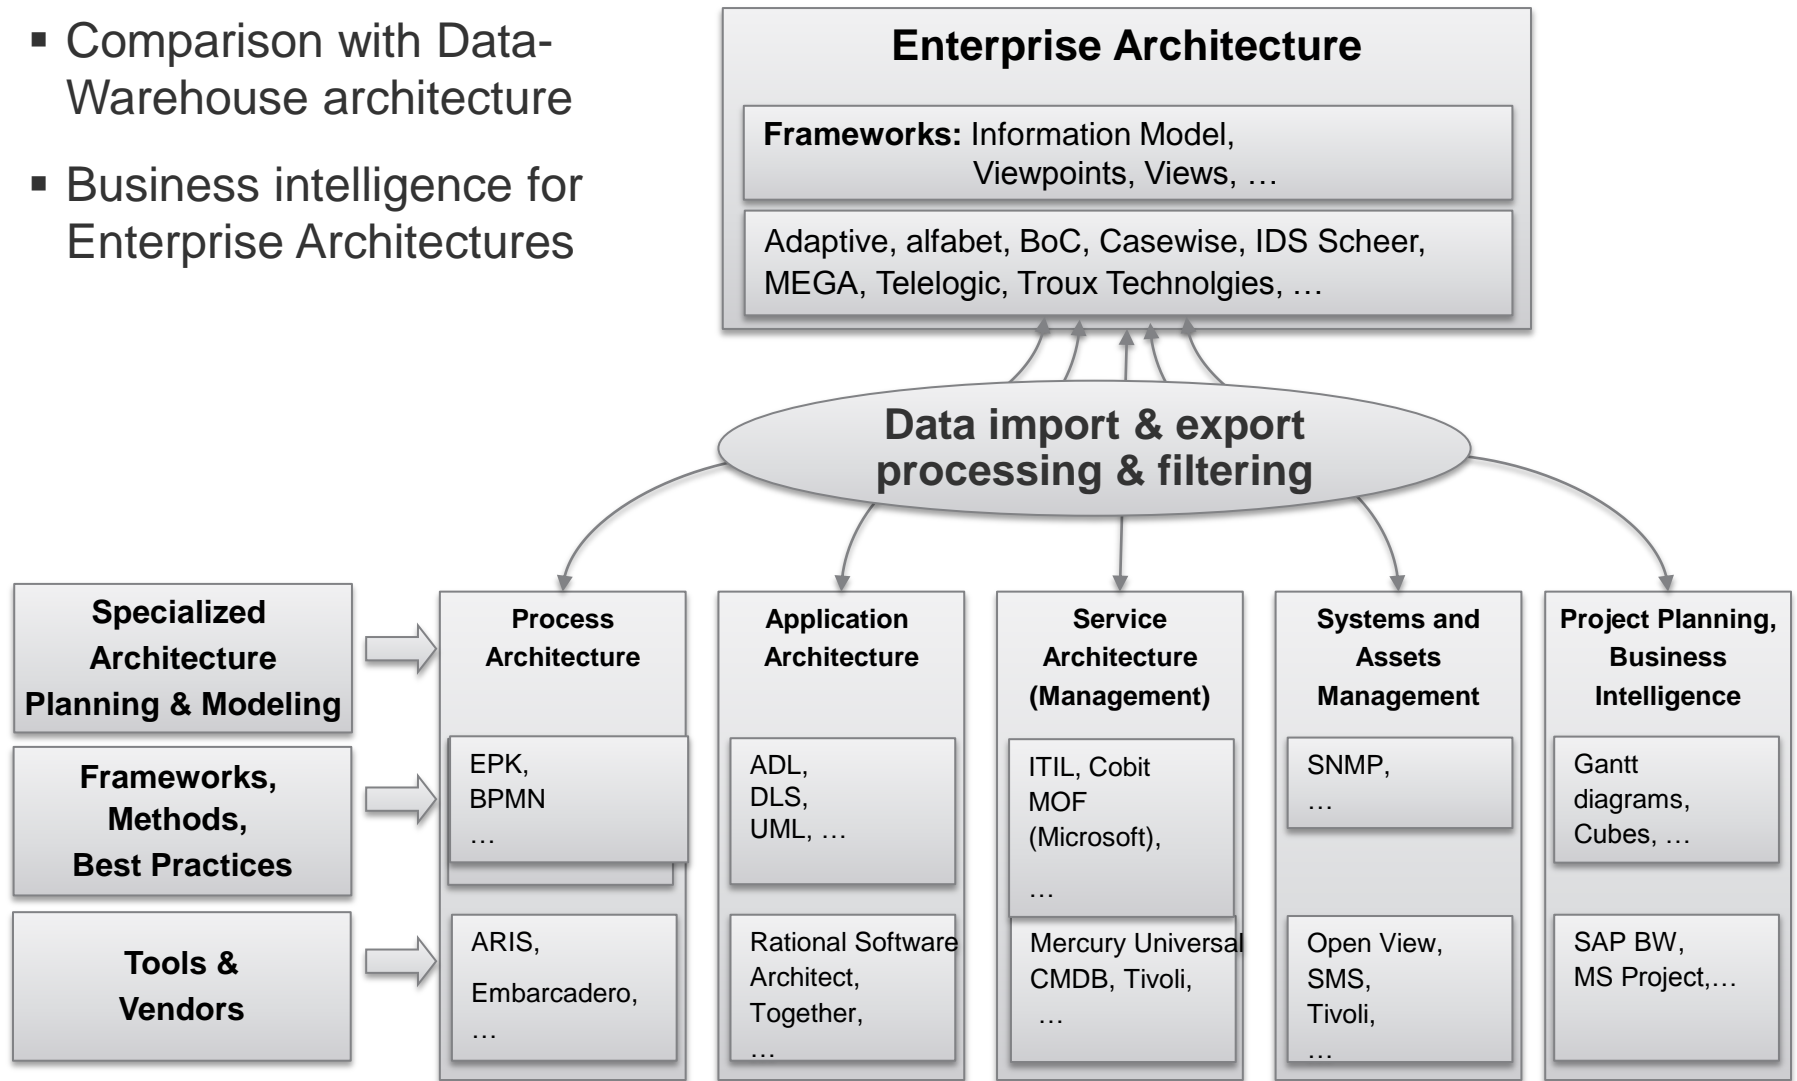 ▪ Comparison with Data-
Warehouse architecture
▪ Business intelligence for
Enterprise Architectures
Enterprise Architecture
Frameworks: Information Model,
Viewpoints, Views, …
Adaptive, alfabet, BoC, Casewise, IDS Scheer,
MEGA, Telelogic, Troux Technolgies, …
Data import & export
processing & filtering
Specialized
Architecture
Planning & Modeling
Process
Architecture
Application
Architecture
Service
Architecture
(Management)
Systems and
Assets
Management
Project Planning,
Business
Intelligence
Frameworks,
Methods,
Best Practices
EPK,
BPMN
…
ADL,
DLS,
UML, …
ITIL, Cobit
MOF
(Microsoft),
…
SNMP,
…
Gantt
diagrams,
Cubes, …
Tools &
Vendors
ARIS,
Embarcadero,
…
Rational Software
Architect,
Together,
…
Mercury Universal
CMDB, Tivoli,
…
Open View,
SMS,
Tivoli,
…
SAP BW,
MS Project,…